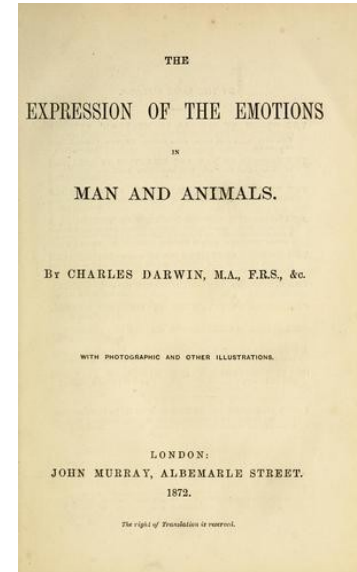 THE
EXPRESSION OF THE EMOTIONS
IN
MAN AND ANIMALS.
BY CHARLES DARWIN, M.A., F.R.S., &c.
WITH PHOTOGRAPHIC AND OTHER ILLUSTRATIONS.
LONDON:
JOHN MURRAY, ALBEMARLE STREET.
1872.
The right of Translation is reserved.